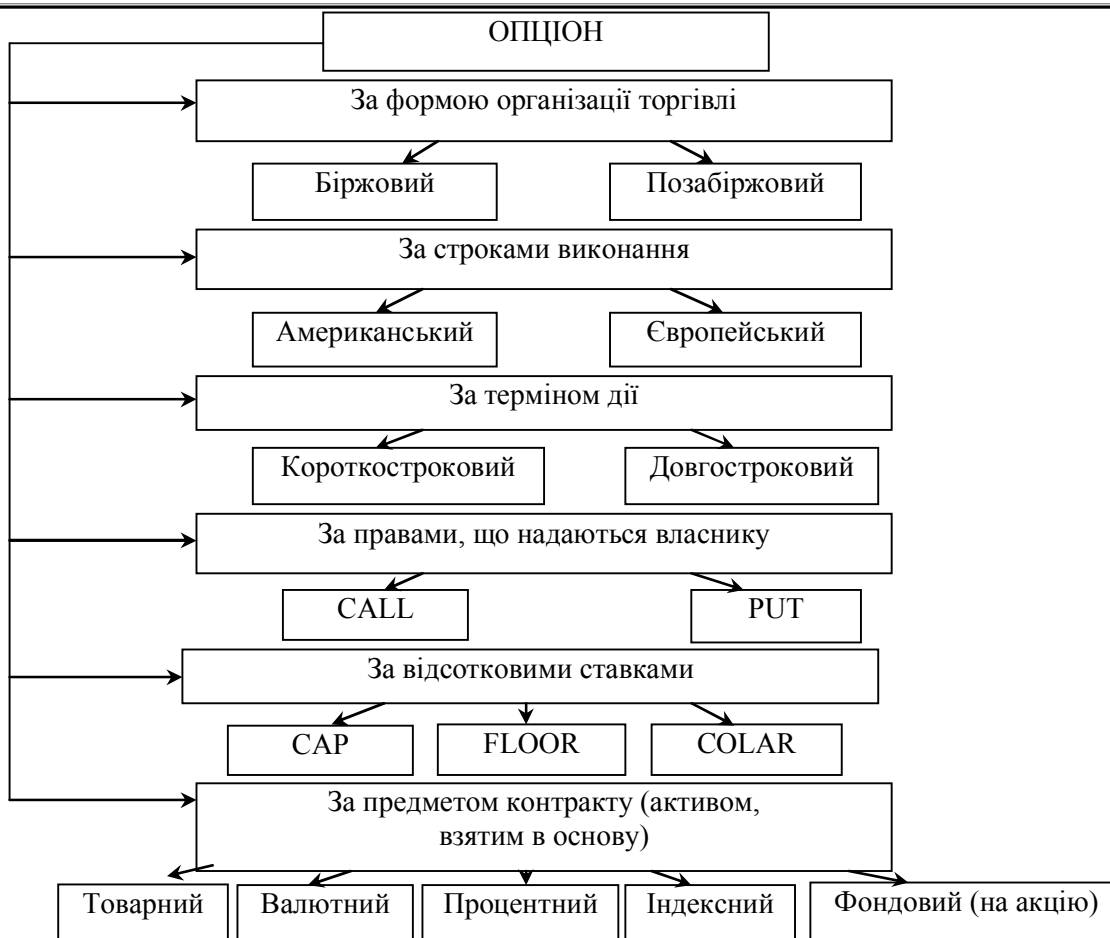 ОПЦІОН
За формою організації торгівлі
Біржовий
Позабіржовий
За строками виконання
Американський
Європейський
За терміном дії
Короткостроковий
Довгостроковий
За правами, що надаються власнику
CALL
PUT
За відсотковими ставками
CAP
FLOOR
COLAR
За предметом контракту (активом,
взятим в основу)
Товарний
Валютний
Процентний
Індексний
Фондовий (на акцію)